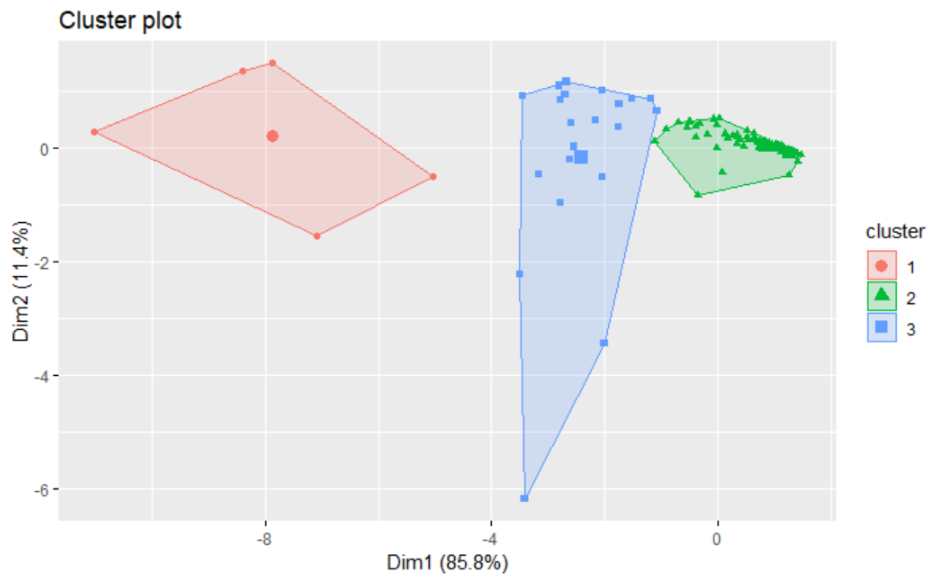 Cluster plot
0
-2
-4
-6
Dim2 (11.4%)
-8
-4
0
Dim1 (85.8%)
cluster
1
2
3